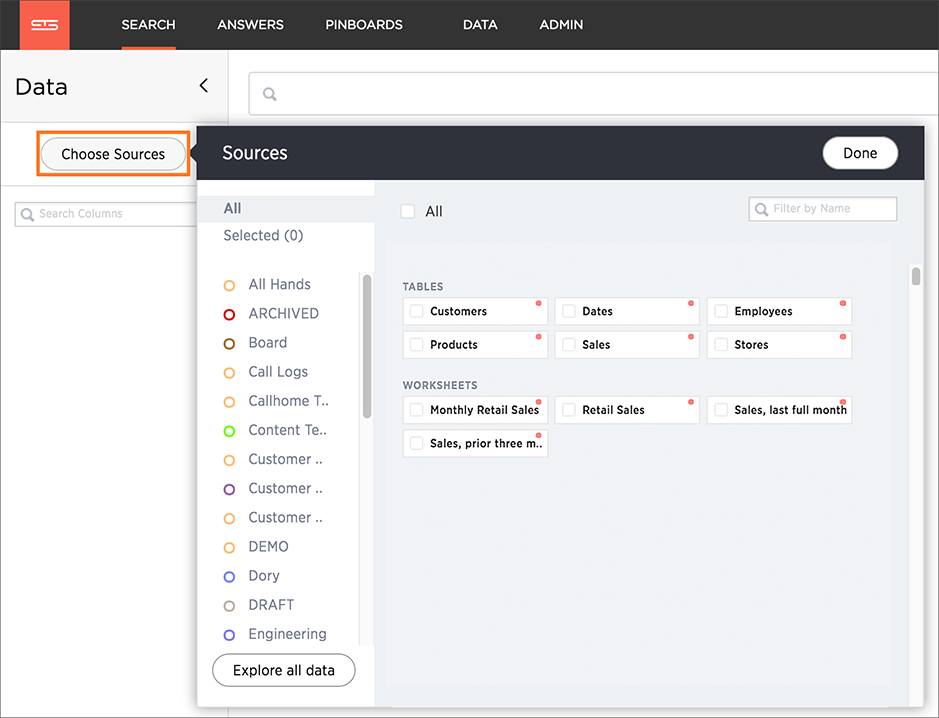 SEARCH ANSWERS PINBOARDS DATA ADMIN
Data
Choose Sources
Search Columns
Sources
Done
All
Selected (0)
All Hands
ARCHIVED
Board
Call Logs
Callhome T..
Content Te..
Customer ..
Customer ..
Customer ..
DEMO
Dory
DRAFT
Engineering
Explore all data
All
Filter by Name
TABLES
Customers Dates Employees
Products Sales Stores
WORKSHEETS
Monthly Retail Sales Retail Sales Sales, last full month
Sales, prior three m..